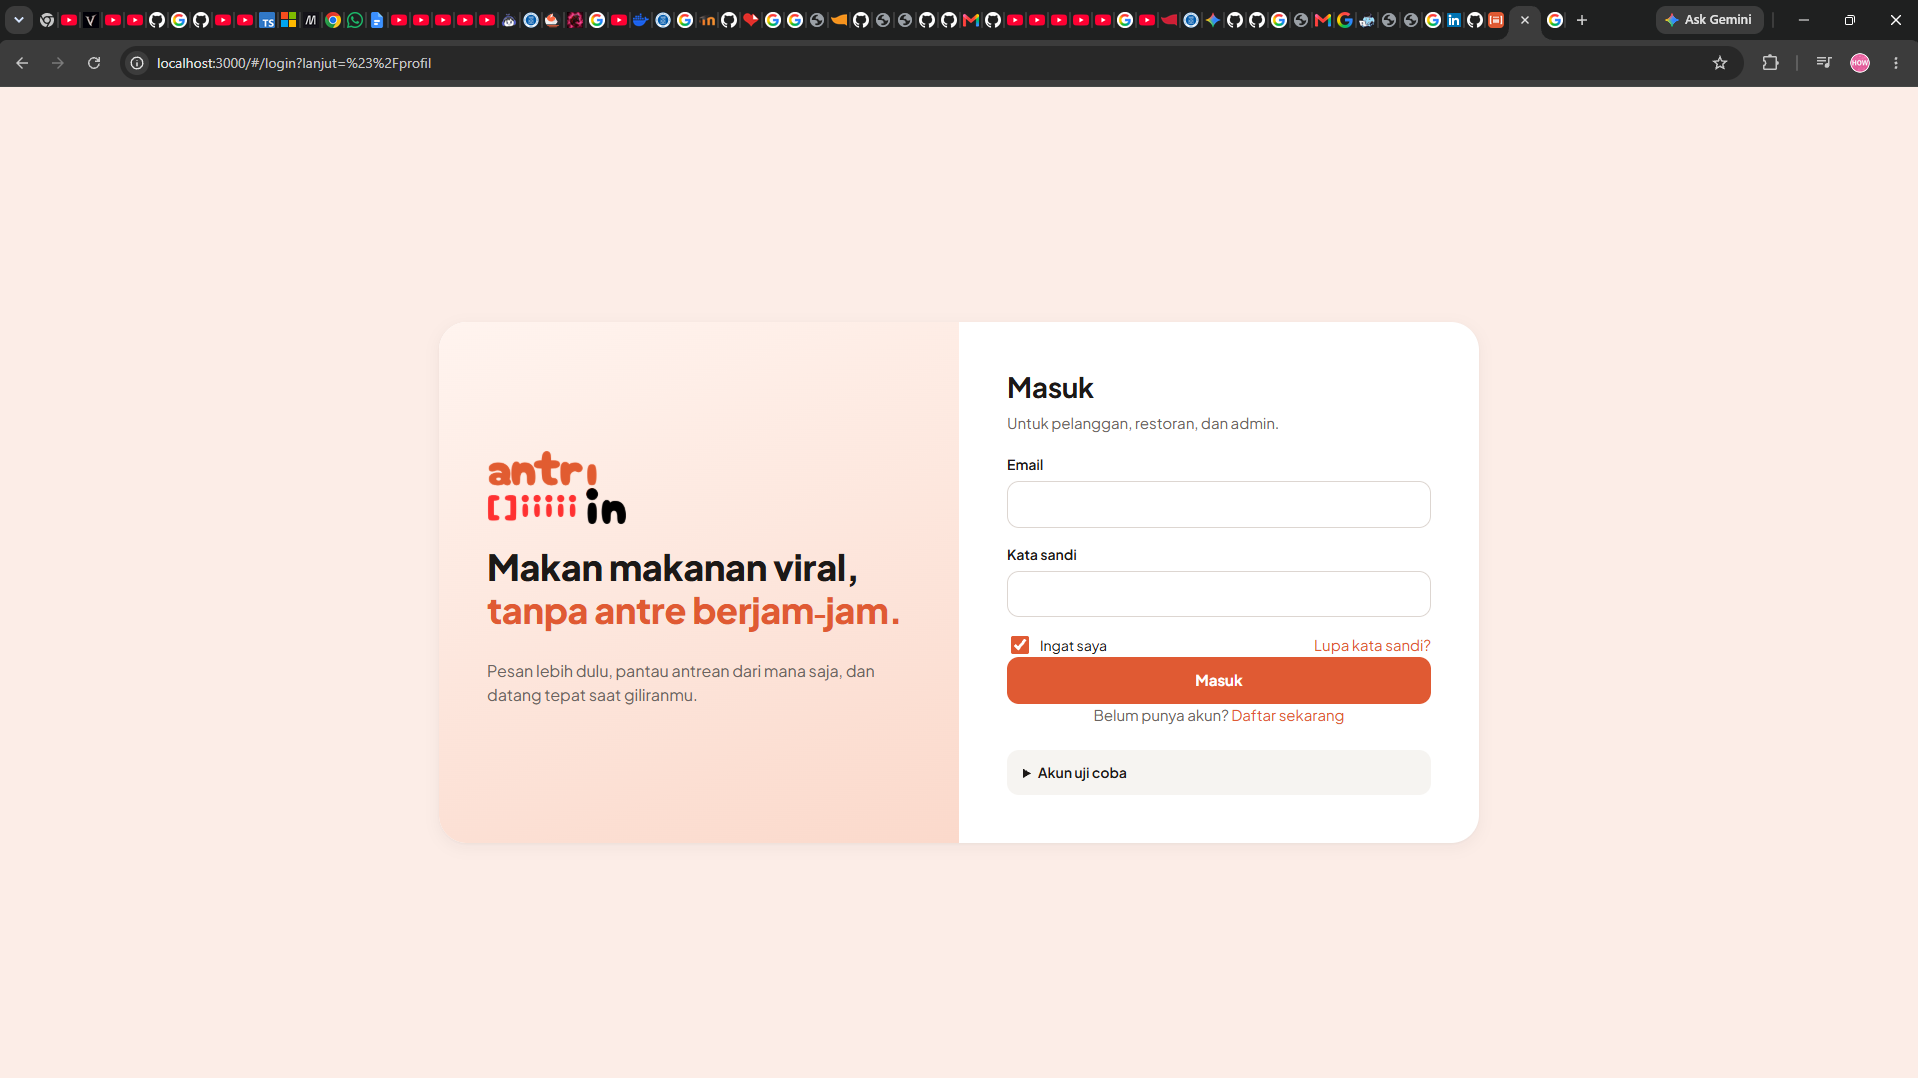 Ask Gemini
localhost:3000/#/login?lanjut=%23%2Fprofil
HOW
antri
in
Makan makanan viral,
tanpa antre berjam-jam.
Pesan lebih dulu, pantau antrean dari mana saja, dan
datang tepat saat giliranmu.
Masuk
Untuk pelanggan, restoran, dan admin.
Email
Kata sandi
Ingat saya
Lupa kata sandi?
Masuk
Belum punya akun? Daftar sekarang
Akun uji coba